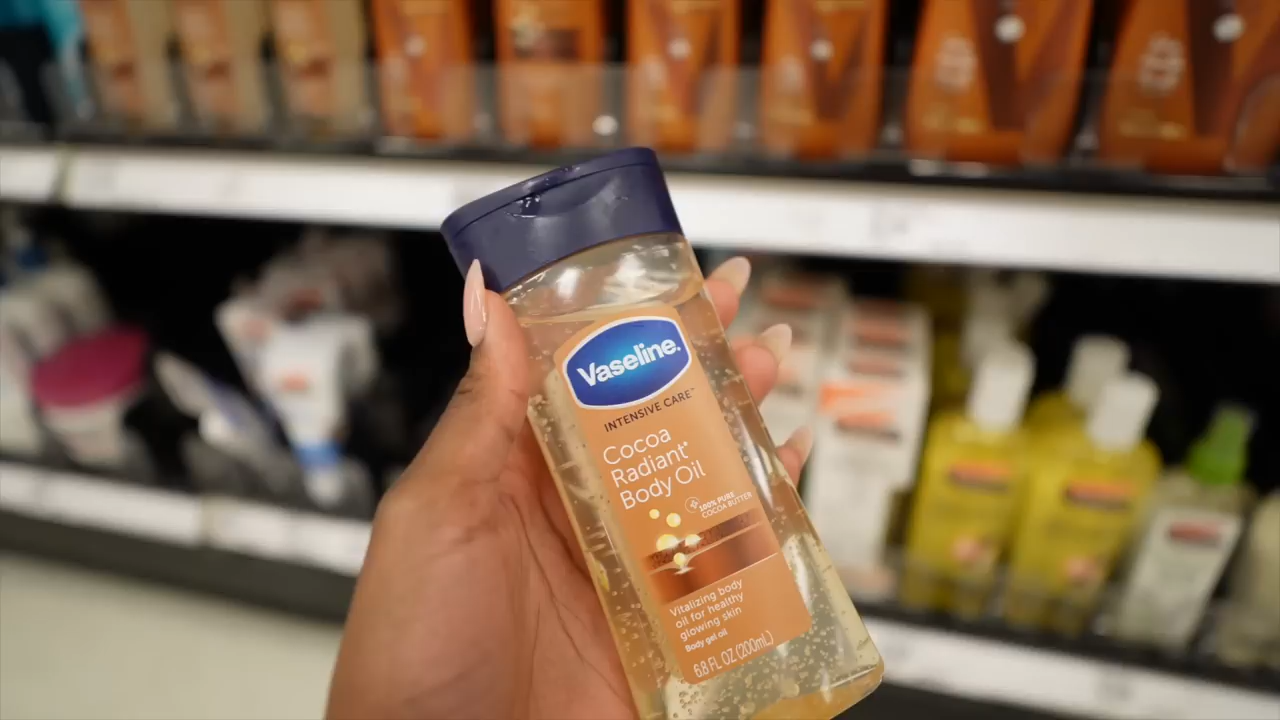 Vaseline.
INTENSIVE CARE™
Cocoa
Radiant*
Body Oil
100% PURE
COCOA BUTTER
Vitalizing body
oil for healthy
glowing skin
Body gel oil
6.8 FL OZ (200mL)